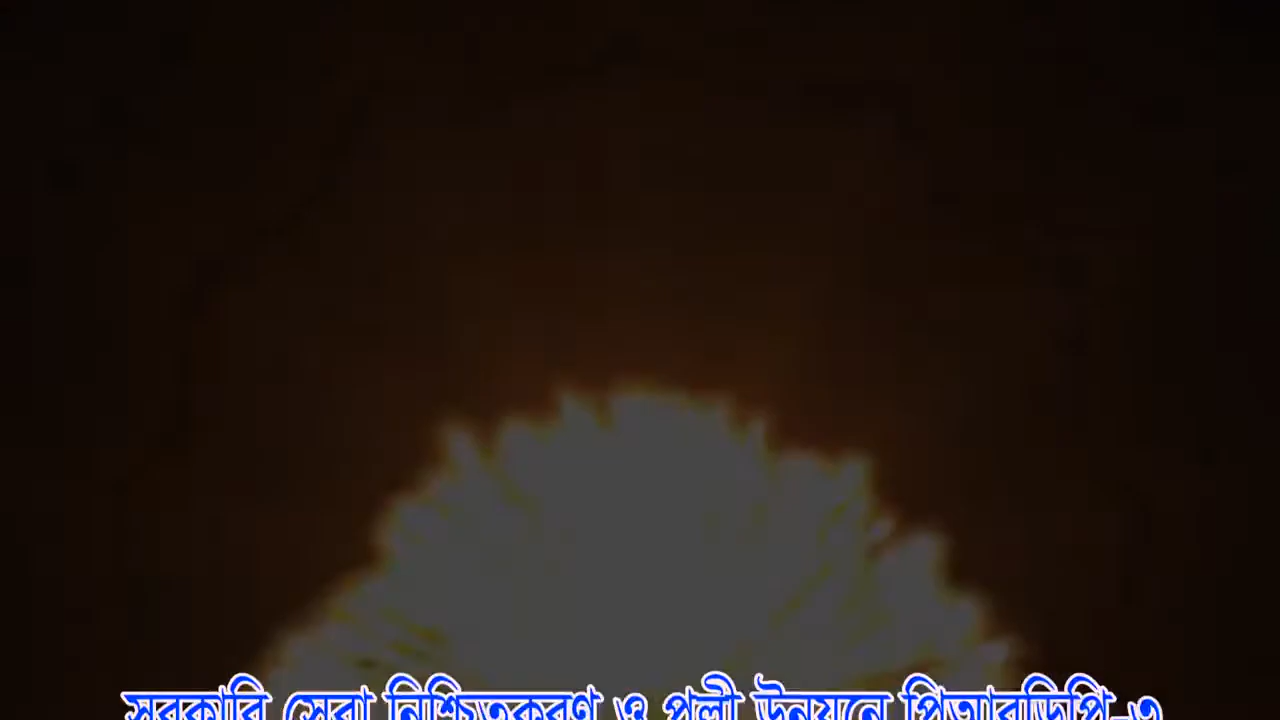 সরকারি সেবা নিশ্চিতকরণ ও পল্লী উন্নয়নে পিআরডিপি-৩